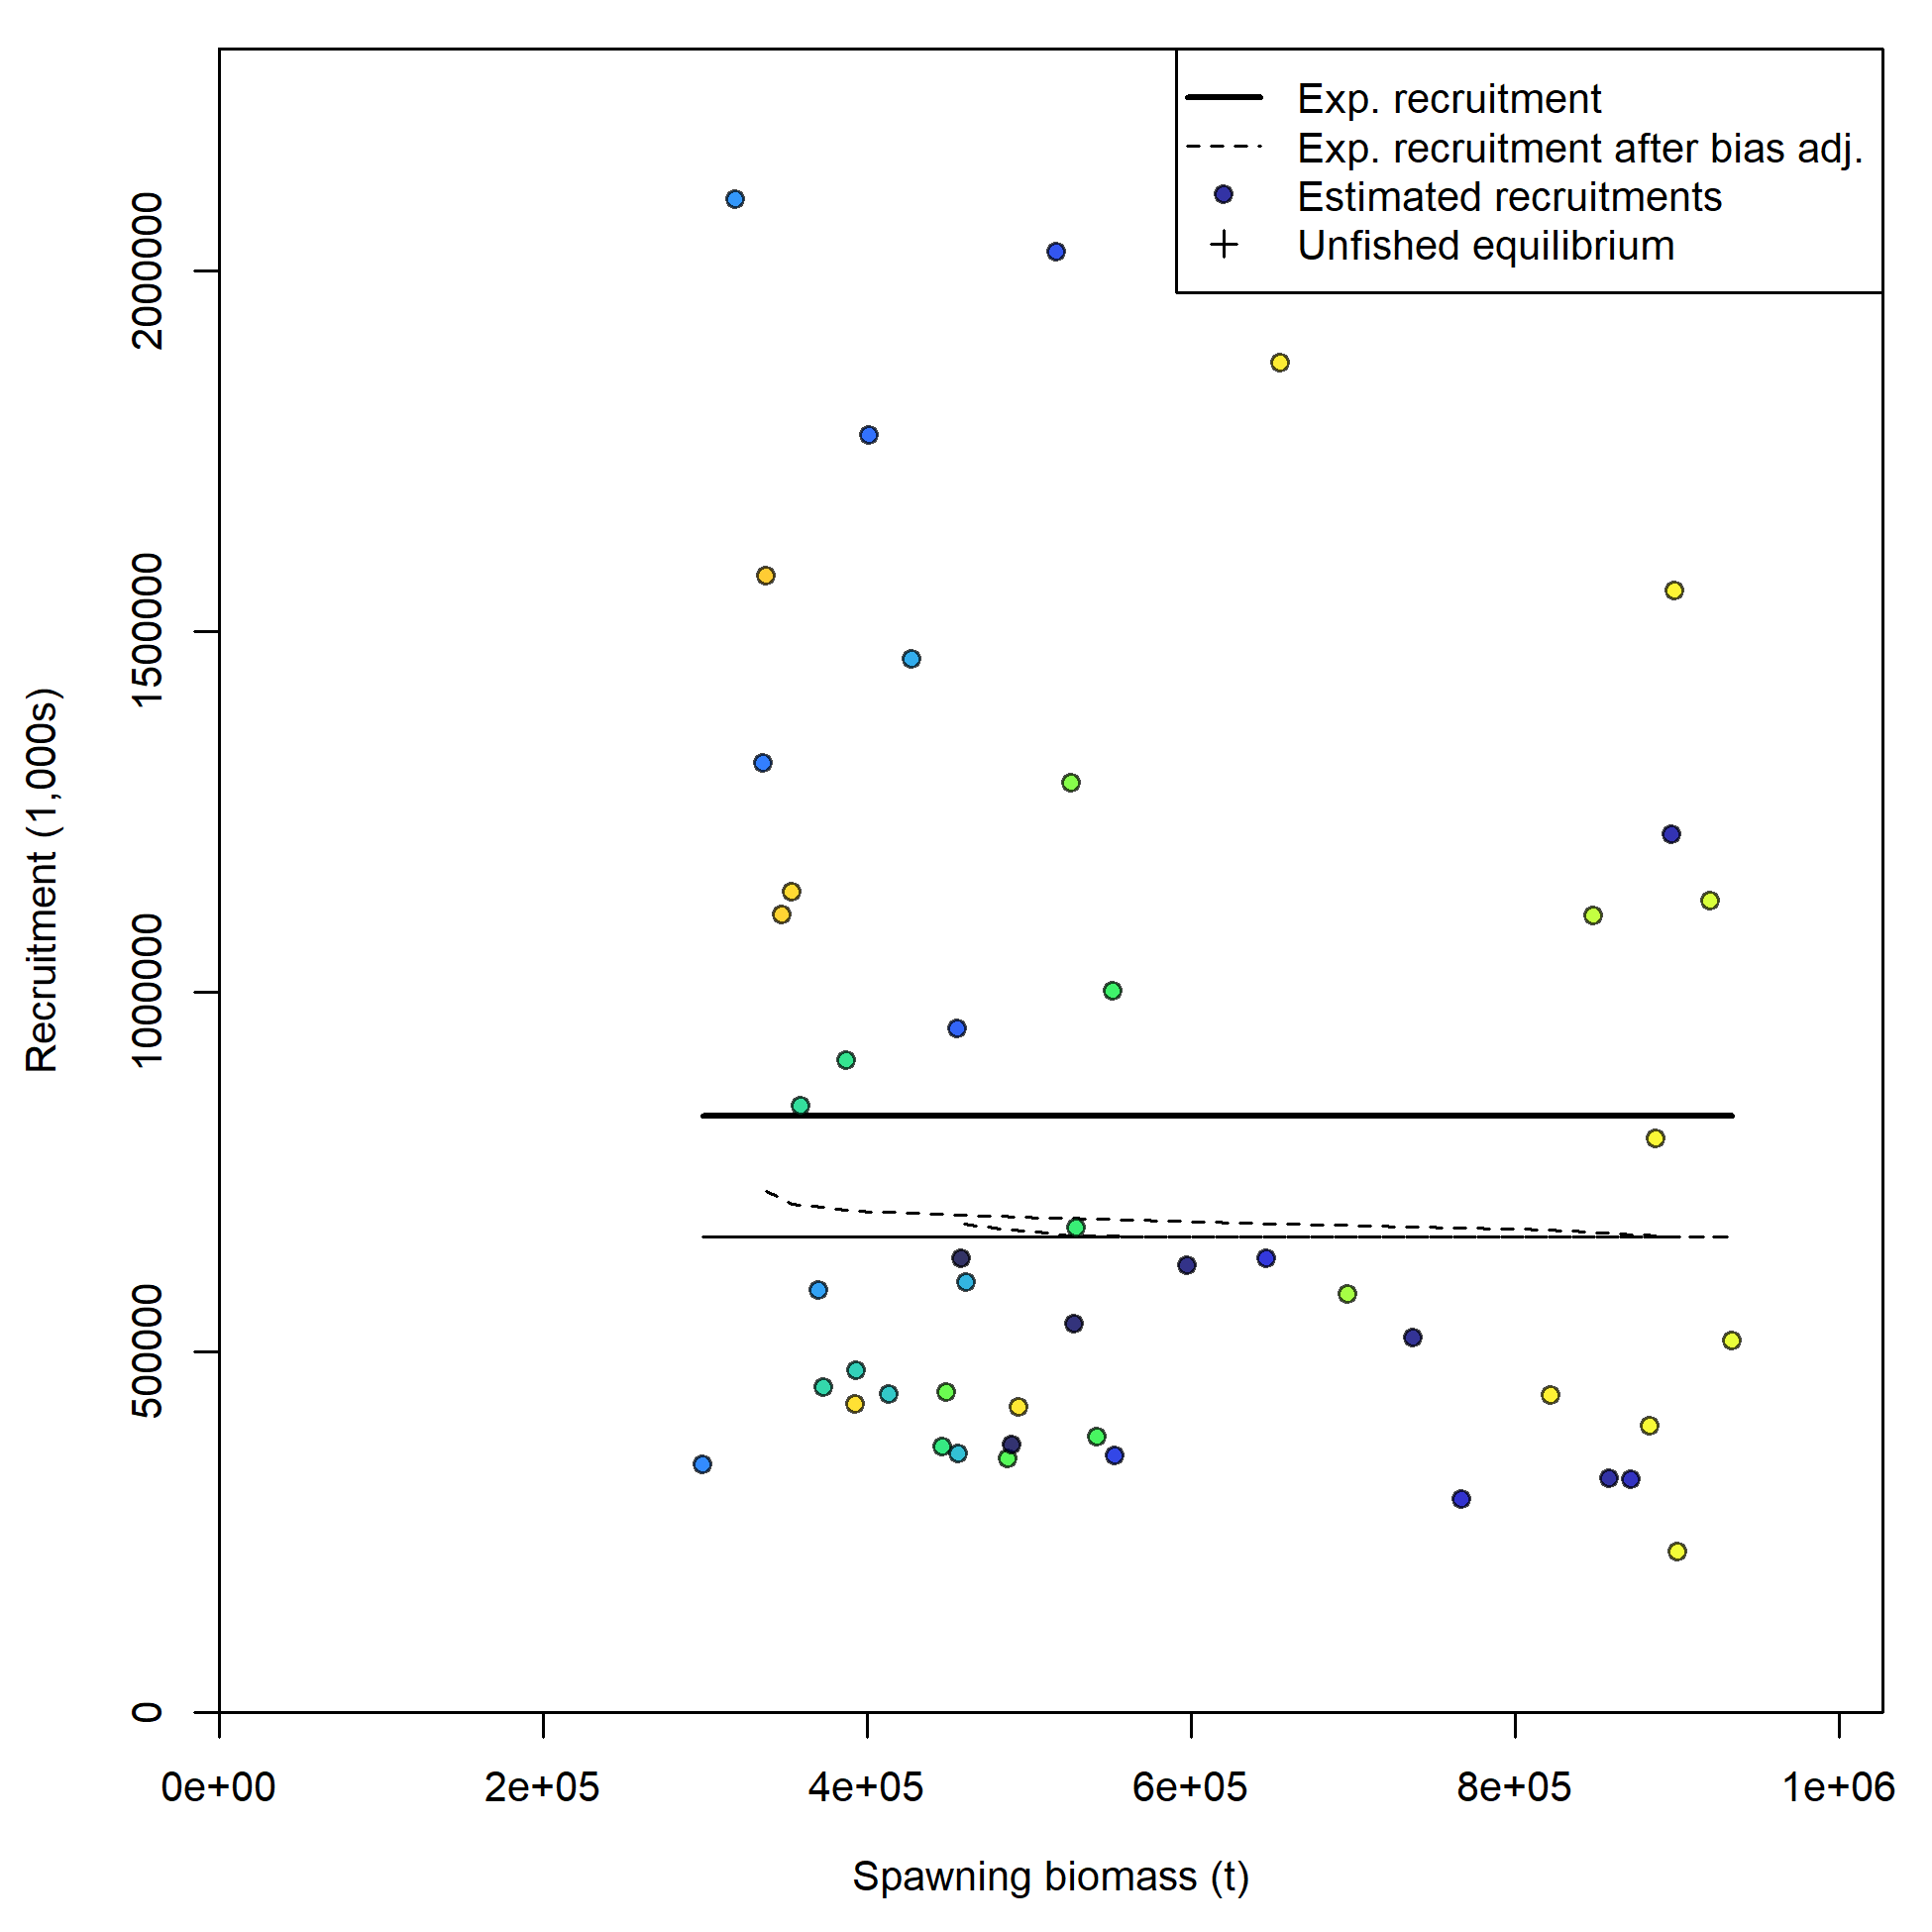 Exp. recruitment
Exp. recruitment after bias adj.
Estimated recruitments
Unfished equilibrium
Recruitment (1,000s)
2000000
1500000
1000000
500000
0
0e+00 2e+05 4e+05 6e+05 8e+05 1e+06
Spawning biomass (t)